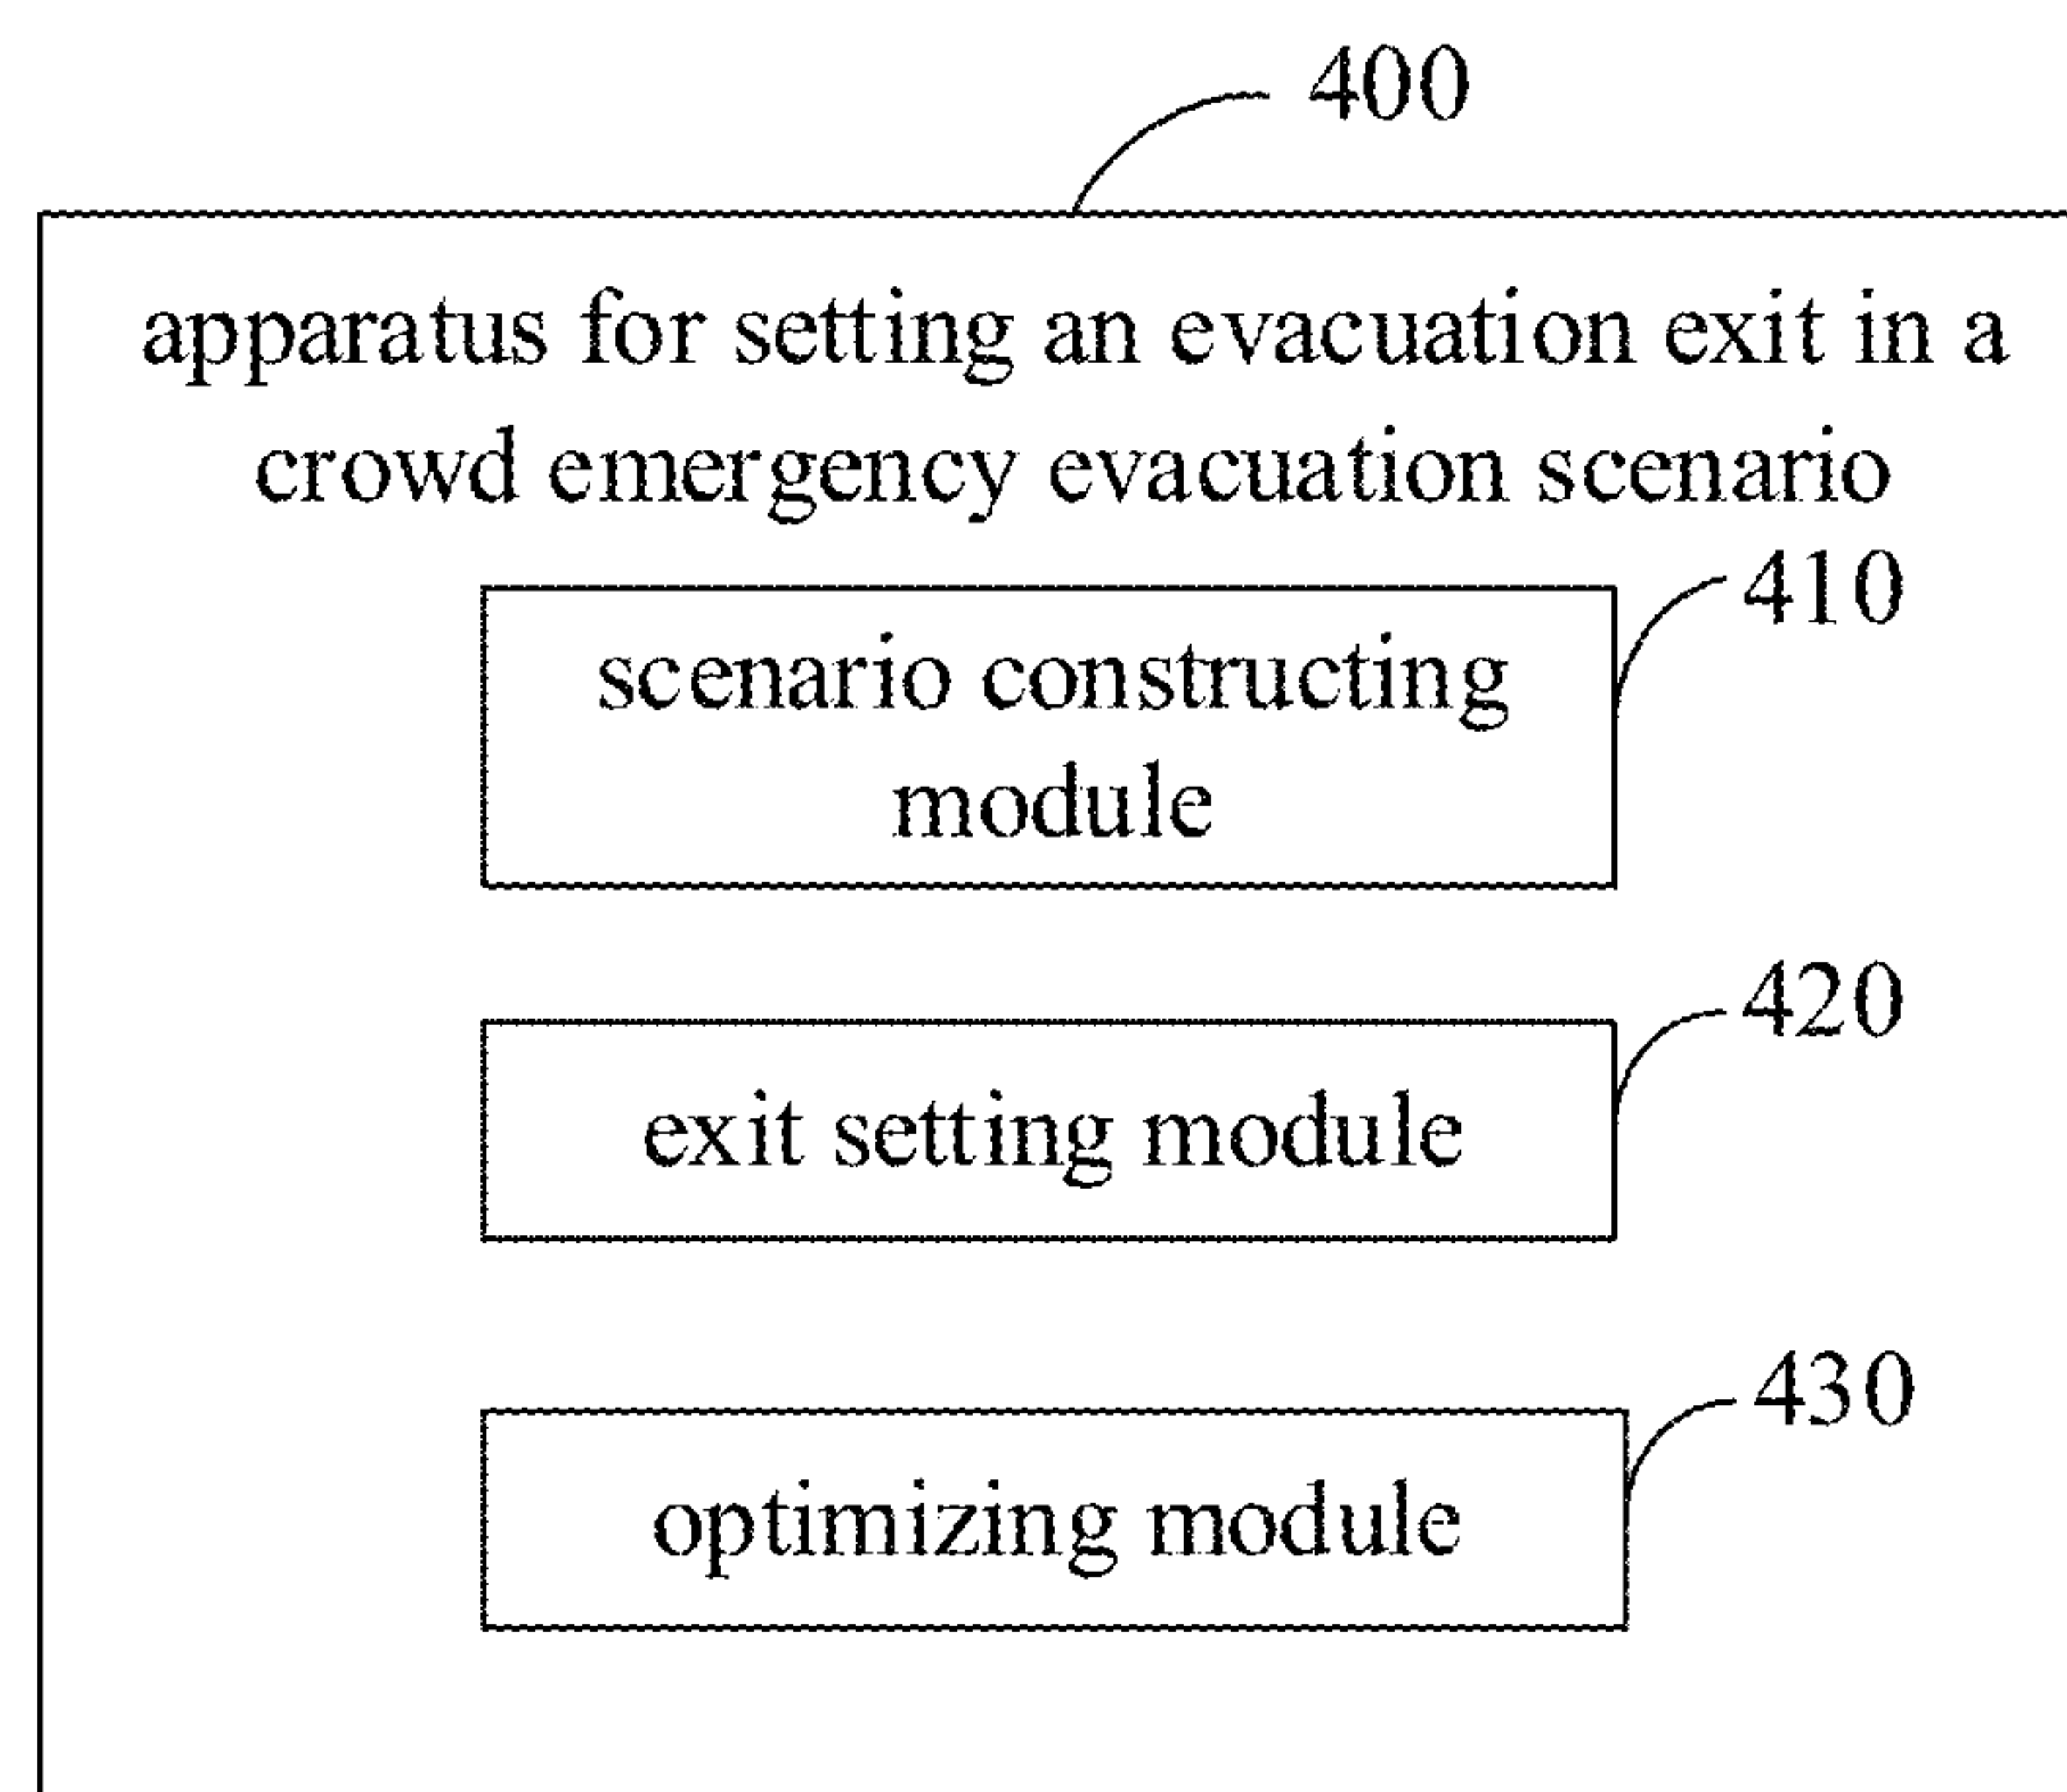 400
apparatus for setting an evacuation exit in a
crowd emergency evacuation scenario
410
scenario constructing
module
420
exit setting module
430
optimizing module